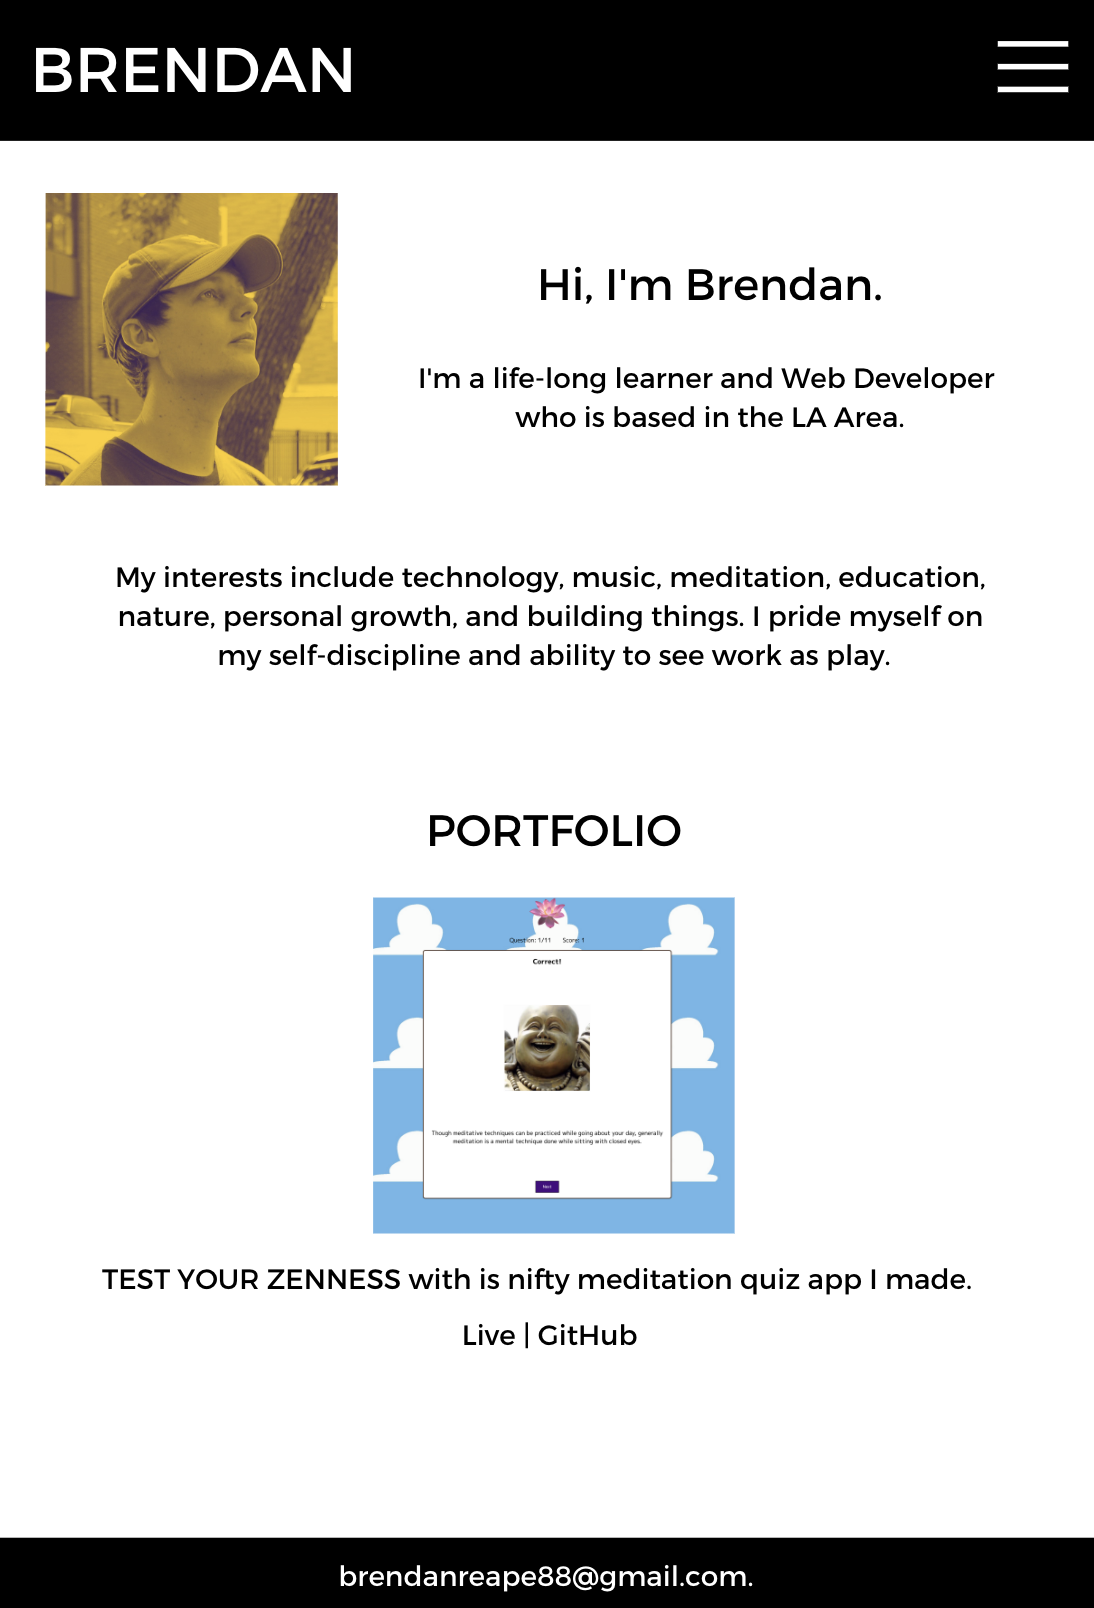 BRENDAN
Hi, I'm Brendan.
I'm a life-long learner and Web Developer
who is based in the LA Area.
My interests include technology, music, meditation, education,
nature, personal growth, and building things. I pride myself on
my self-discipline and ability to see work as play.
PORTFOLIO
Question: 1/11 Score: 1
Correct!
Though meditative techniques can be practiced while going about your day, generally
meditation is a mental technique done while sitting with closed eyes.
Next
TEST YOUR ZENNESS with is nifty meditation quiz app I made.
Live | GitHub
brendanreape88@gmail.com.